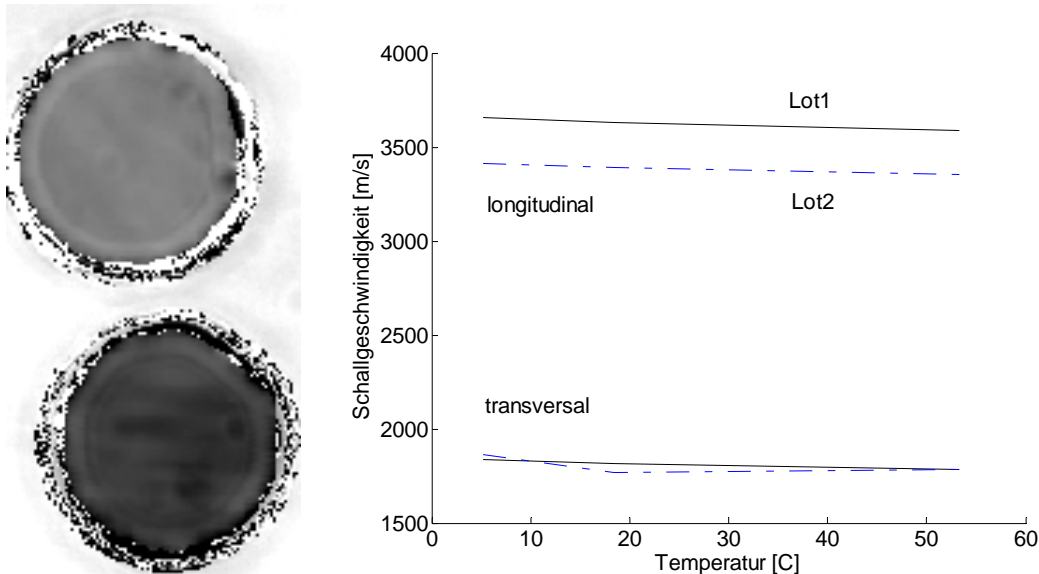 4000
Lot1
3500
longitudinal
Lot2
3000
2500
transversal
2000
1500
0
10
20
30
40
50
60
Schallgeschwindigkeit [m/s]
Temperatur [C]